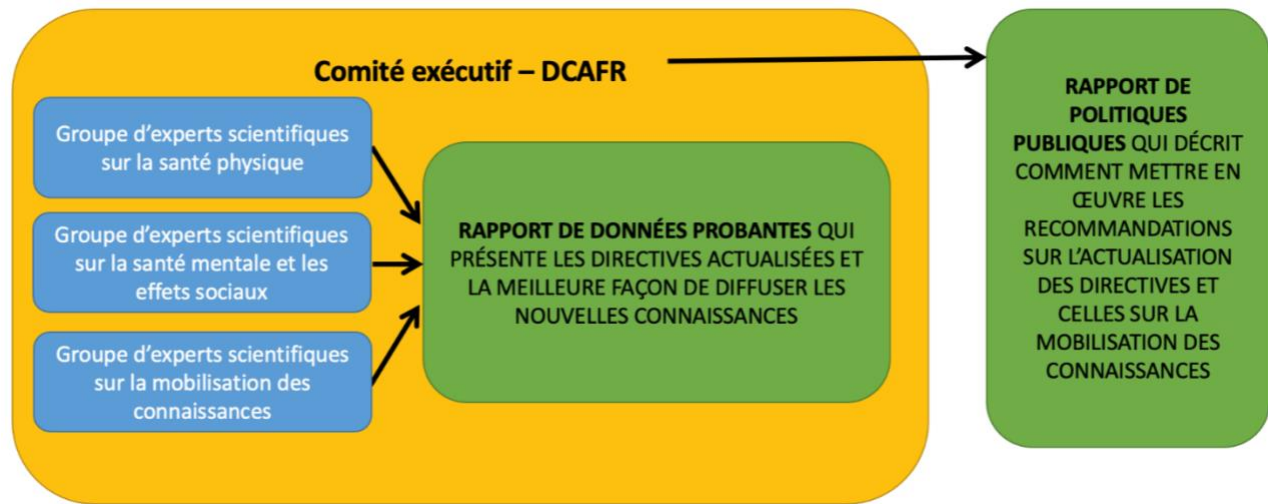 Comité exécutif – DCAFR
Groupe d'experts scientifiques
sur la santé physique
Groupe d'experts scientifiques
sur la santé mentale et les
effets sociaux
Groupe d'experts scientifiques
sur la mobilisation des
connaissances
RAPPORT DE DONNÉES PROBANTES QUI
PRÉSENTE LES DIRECTIVES ACTUALISÉES ET
LA MEILLEURE FAÇON DE DIFFUSER LES
NOUVELLES CONNAISSANCES
RAPPORT DE
POLITIQUES
PUBLIQUES QUI DÉCRIT
COMMENT METTRE EN
ŒUVRE LES
RECOMMANDATIONS
SUR L'ACTUALISATION
DES DIRECTIVES ET
CELLES SUR LA
MOBILISATION DES
CONNAISSANCES